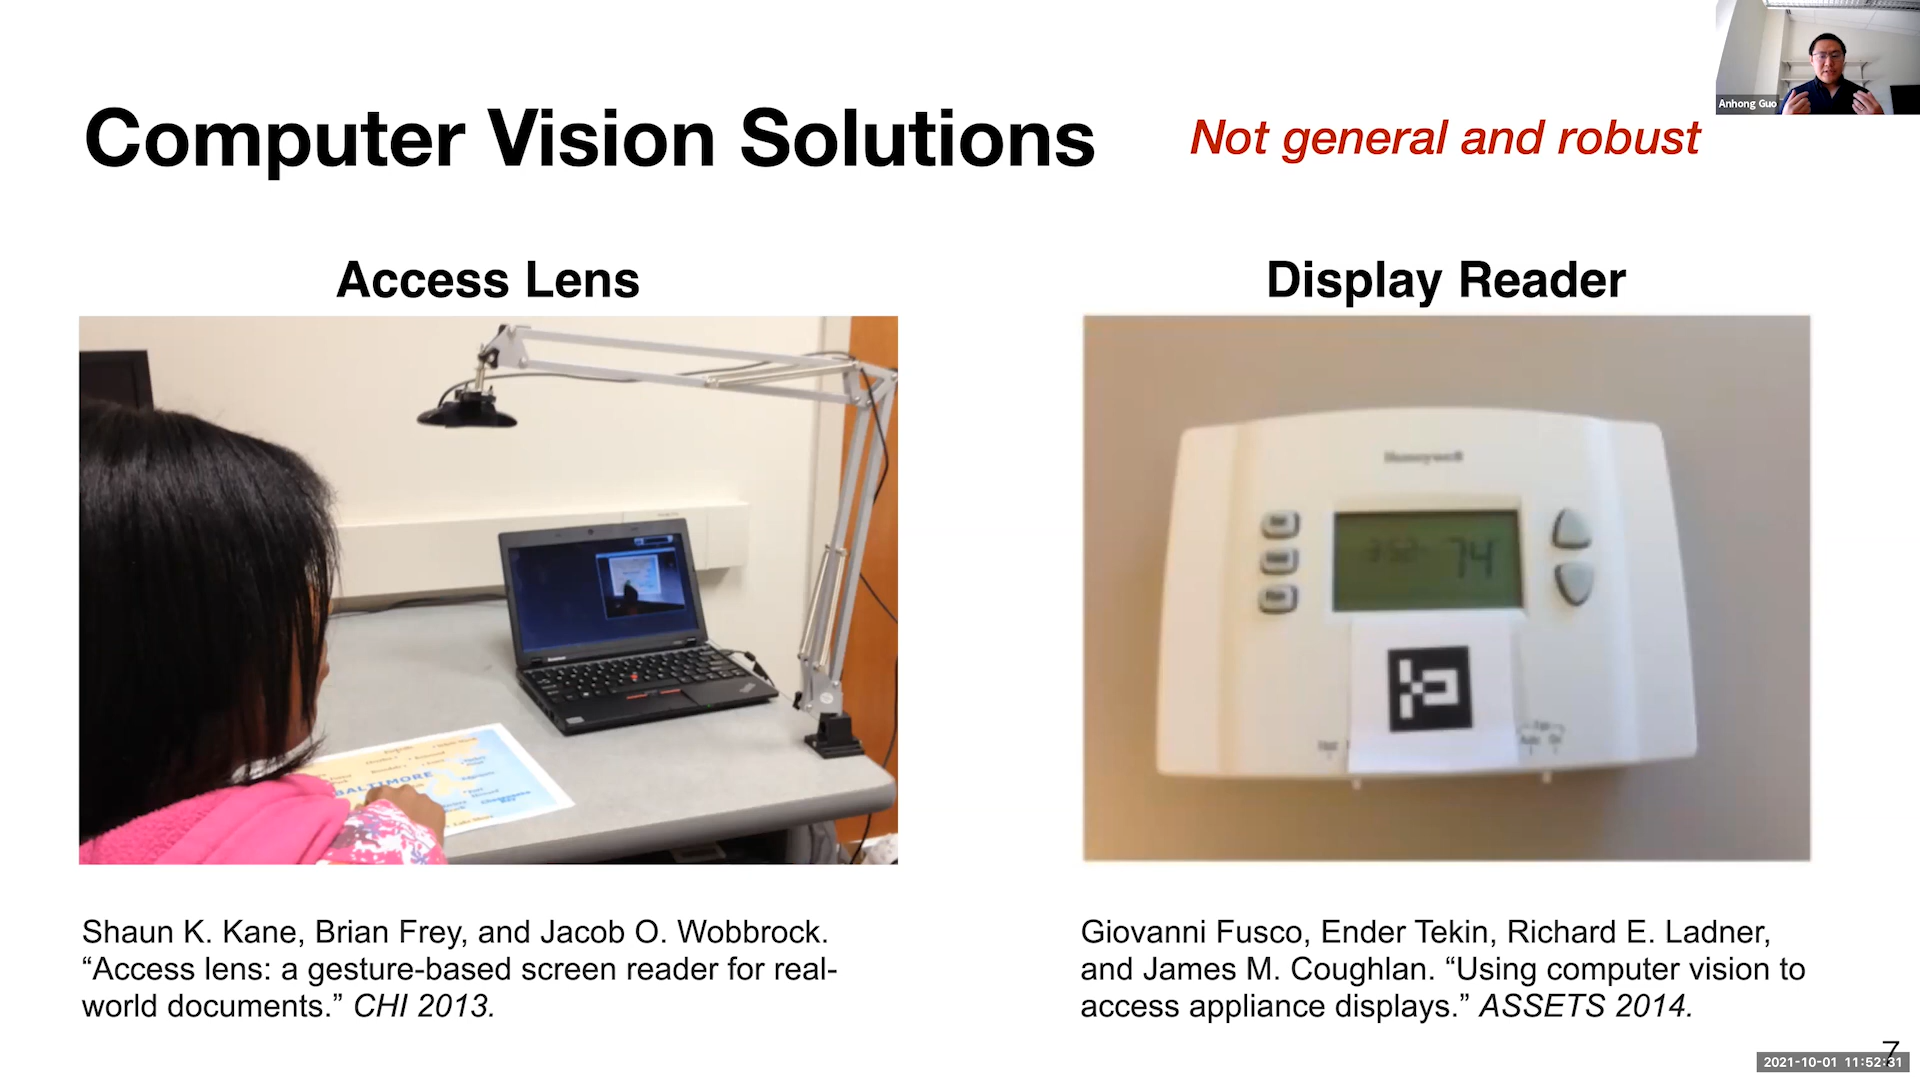 Anhong Guo
Computer Vision Solutions
Not general and robust
Access Lens
Display Reader
BALTIMORE
Honeywell
74
Shaun K. Kane, Brian Frey, and Jacob O. Wobbrock.
“Access lens: a gesture-based screen reader for real-
world documents.” CHI 2013.
Giovanni Fusco, Ender Tekin, Richard E. Ladner,
and James M. Coughlan. “Using computer vision to
access appliance displays.” ASSETS 2014.
7
2021-10-01 11:52:31